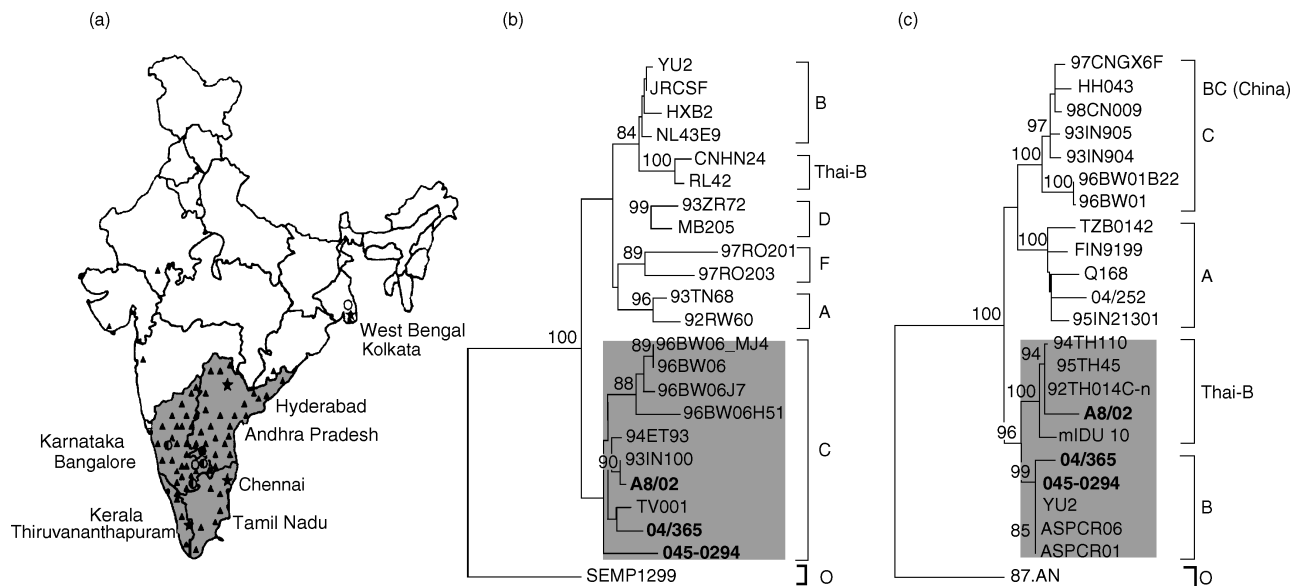 (a)
West Bengal
Kolkata
Hyderabad
Andhra Pradesh
Karnataka
Bangalore
Chennai
Kerala
Thiruvananthapuram
Tamil Nadu
(b)
YU2
JRCSF
HXB2
NL43E9
84
B
100
CNHN24
RL42
Thai-B
99
93ZR72
MB205
D
89
97RO201
97RO203
F
96
93TN68
92RW60
A
100
89
96BW06_MJ4
96BW06
88
96BW06J7
96BW06H51
94ET93
90
93IN100
A8/02
TV001
04/365
045-0294
C
SEMP1299
O
(c)
97CNGX6F
HH043
98CN009
BC (China)
97
93IN905
C
100
93IN904
100
96BW01B22
96BW01
TZB0142
100
FIN9199
Q168
A
04/252
95IN21301
100
94TH110
94
95TH45
100
92TH014C-n
Thai-B
A8/02
96
mIDU 10
04/365
99
045-0294
YU2
B
85
ASPCR06
ASPCR01
87.AN
O